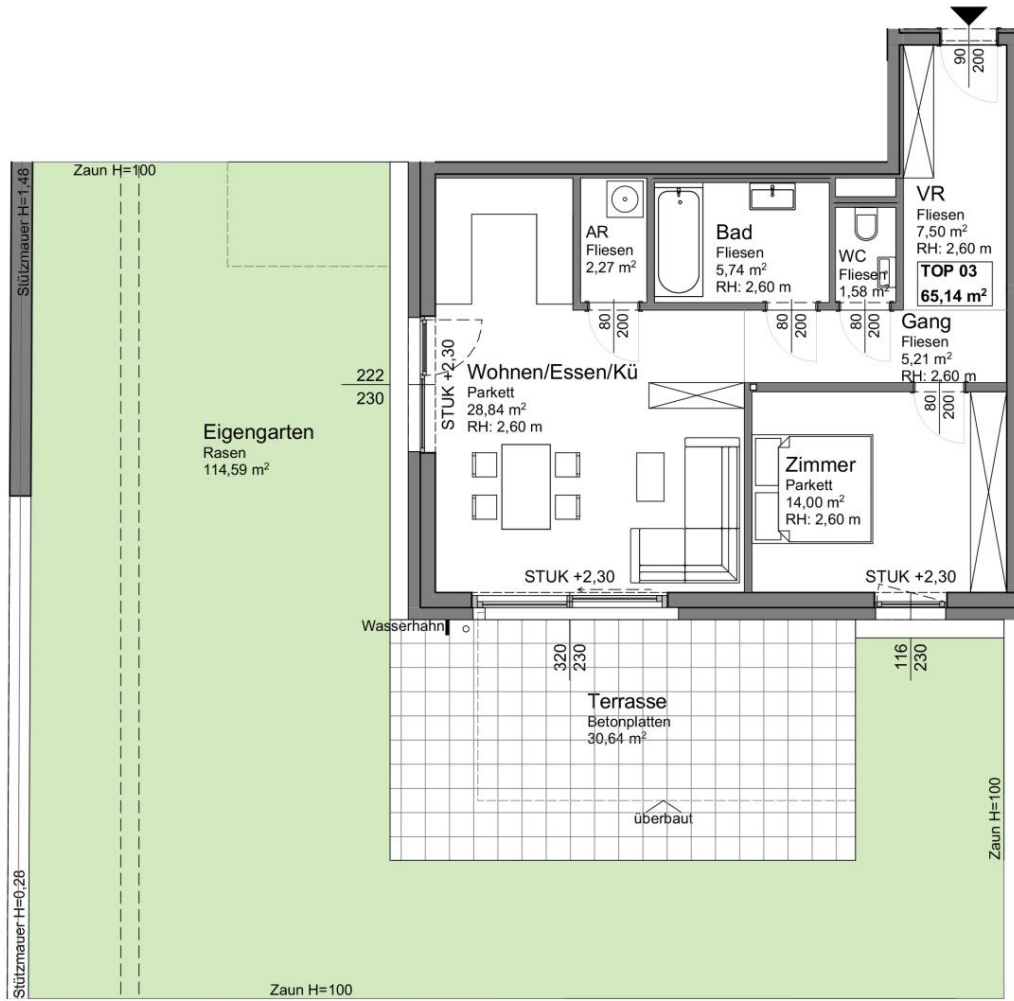 90
200
Zaun H=100
Stützmauer H=1,48
VR
Fliesen
7,50 m²
RH: 2,60 m
TOP 03
65,14 m²
AR
Fliesen
2,27 m²
Bad
Fliesen
5,74 m²
RH: 2,60 m
WC
Fliesen
1,58 m²
80
200
80
200
80
200
Gang
Fliesen
5,21 m²
RH: 2,60 m
80
200
222
230
STUK +2,30
Wohnen/Essen/Kü
Parkett
28,84 m²
RH: 2,60 m
Eigengarten
Rasen
114,59 m²
Zimmer
Parkett
14,00 m²
RH: 2,60 m
STUK +2,30
STUK +2,30
Wasserhahn
320
230
116
230
Terrasse
Betonplatten
30,64 m²
überbaut
Zaun H=100
Stützmauer H=0,28
Zaun H=100